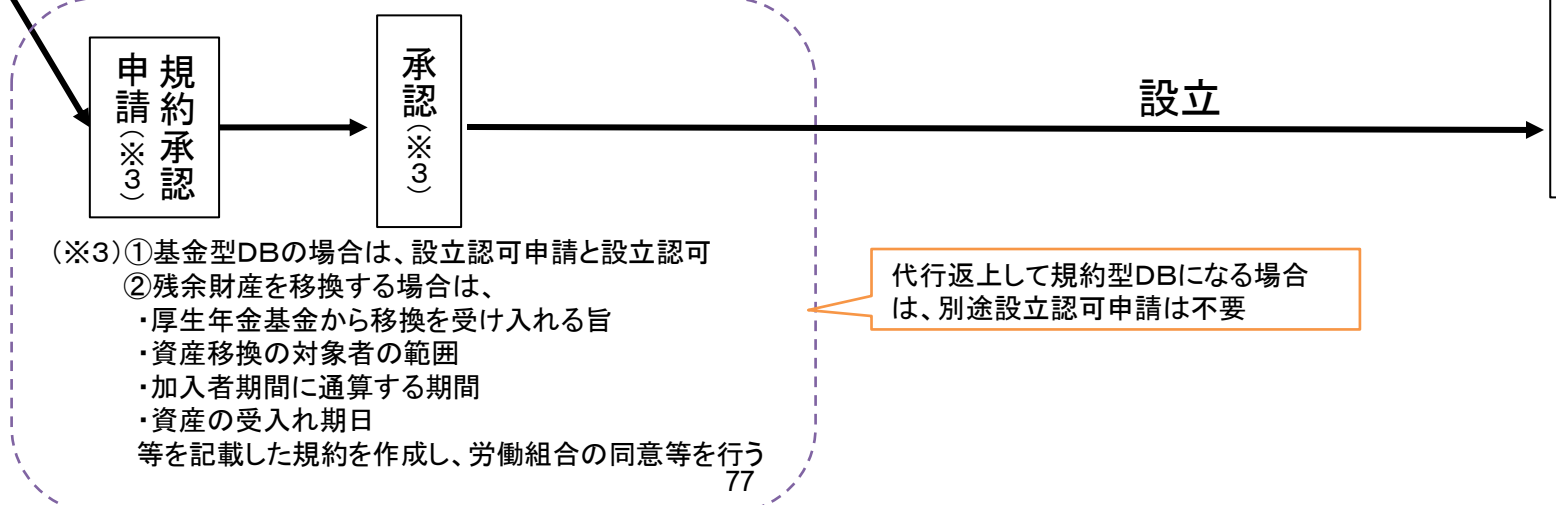 規約承認
申請(※3)
承認(※3)
設立
(※3)①基金型DBの場合は、設立認可申請と設立認可
②残余財産を移換する場合は、
・厚生年金基金から移換を受け入れる旨
・資産移換の対象者の範囲
・加入者期間に通算する期間
・資産の受入れ期日
等を記載した規約を作成し、労働組合の同意等を行う
代行返上して規約型DBになる場合
は、別途設立認可申請は不要
77